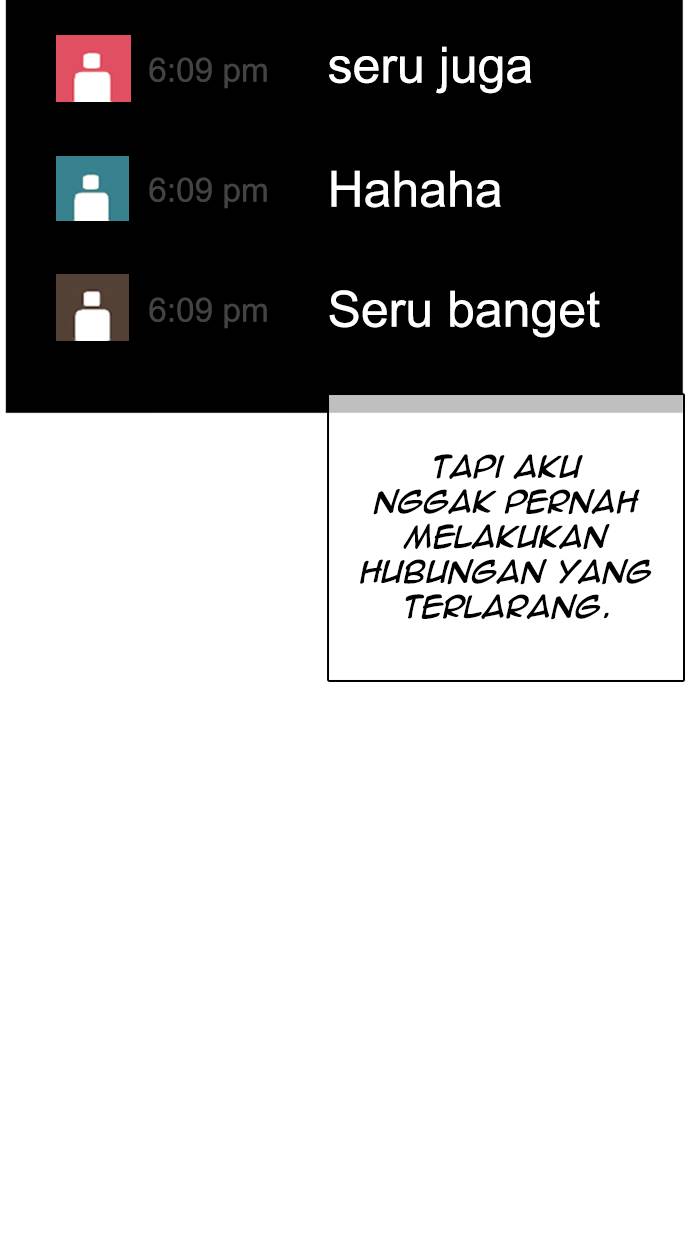 6:09 pm seru juga
6:09 pm Hahaha
6:09 pm Seru banget
TAPI AKU
NGGAK PERNAH
MELAKUKAN
HUBUNGAN YANG
TERLARANG.